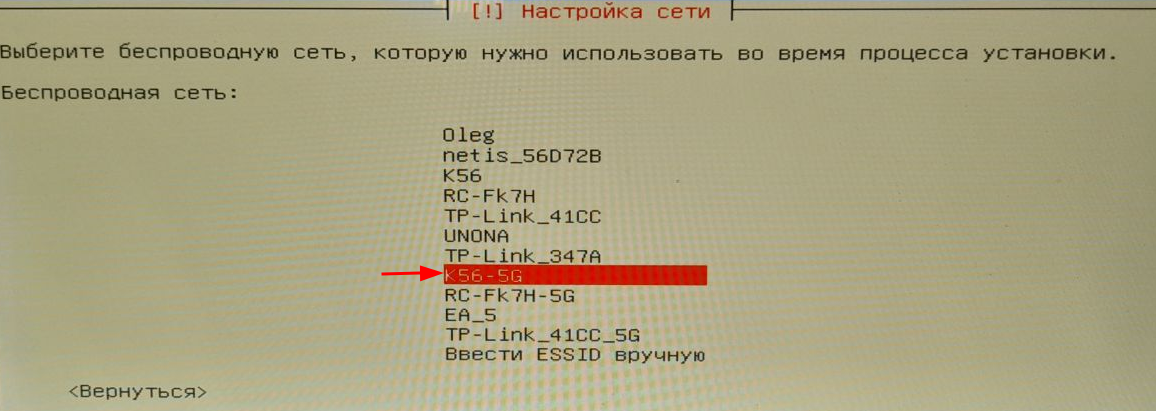 [!] Настройка сети
Выберите беспроводную сеть, которую нужно использовать во время процесса установки.
Беспроводная сеть:
Oleg
netis_56D72B
K56
RC-Fk7H
TP-Link_41CC
UNONA
TP-Link_347A
K56-5G
RC-Fk7H-5G
EA_5
TP-Link_41CC_5G
Ввести ESSID вручную
<Вернуться>